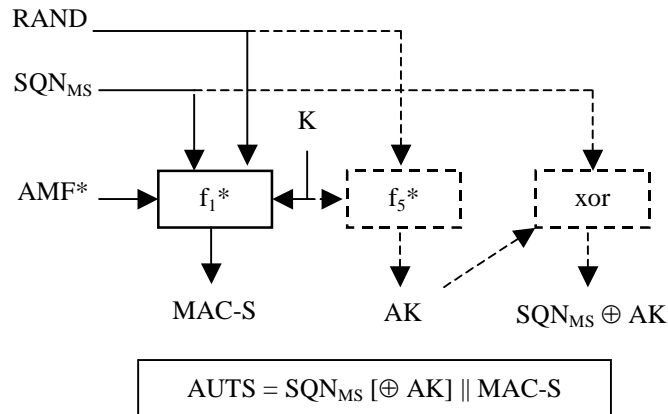 RAND
SQN_MS
K
AMF* f₁* f₅* xor
MAC-S AK SQN_MS ⊕ AK
AUTS = SQN_MS [⊕ AK] || MAC-S